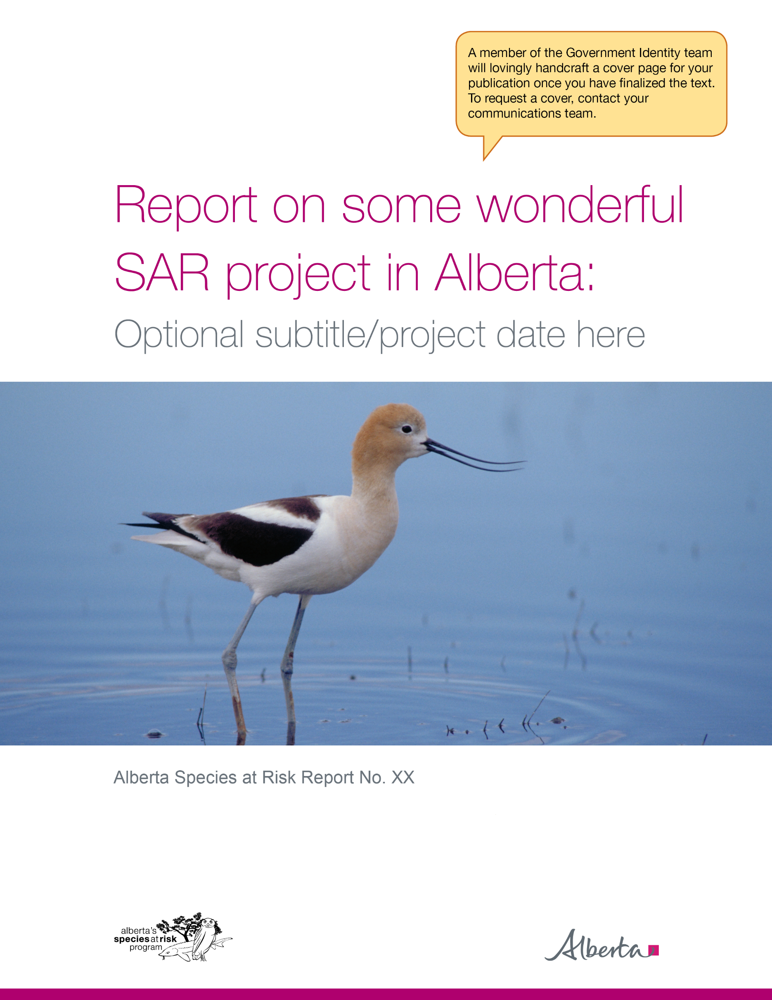 A member of the Government Identity team
will lovingly handcraft a cover page for your
publication once you have finalized the text.
To request a cover, contact your
communications team.
Report on some wonderful
SAR project in Alberta:
Optional subtitle/project date here
Alberta Species at Risk Report No. XX
alberta's
species at risk
program
Alberta